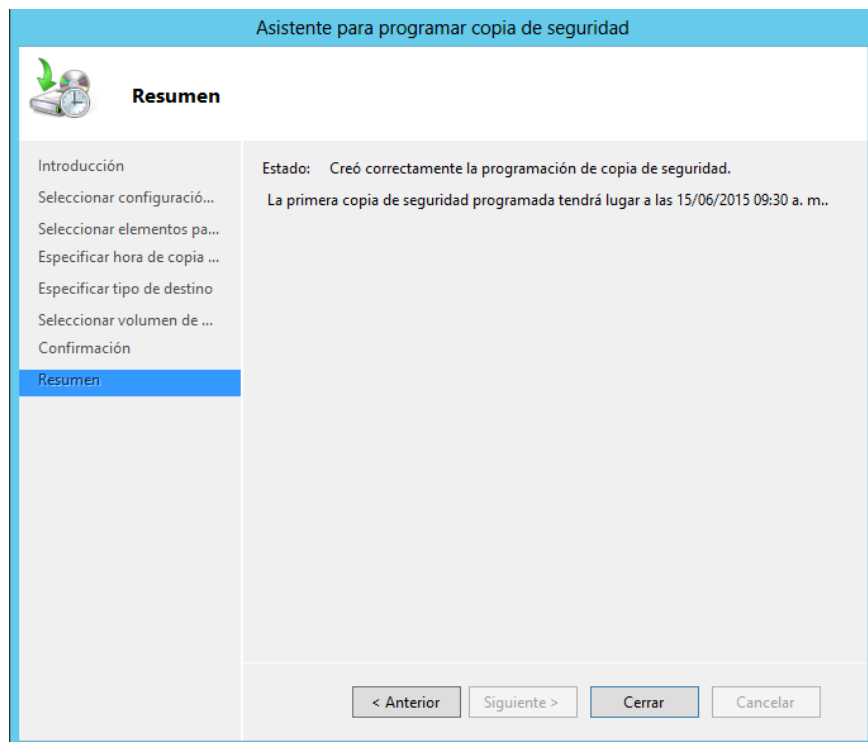 Asistente para programar copia de seguridad
Resumen
Introducción
Seleccionar configuració...
Seleccionar elementos pa...
Especificar hora de copia ...
Especificar tipo de destino
Seleccionar volumen de ...
Confirmación
Resumen
Estado: Creó correctamente la programación de copia de seguridad.
La primera copia de seguridad programada tendrá lugar a las 15/06/2015 09:30 a. m..
< Anterior
Siguiente >
Cerrar
Cancelar